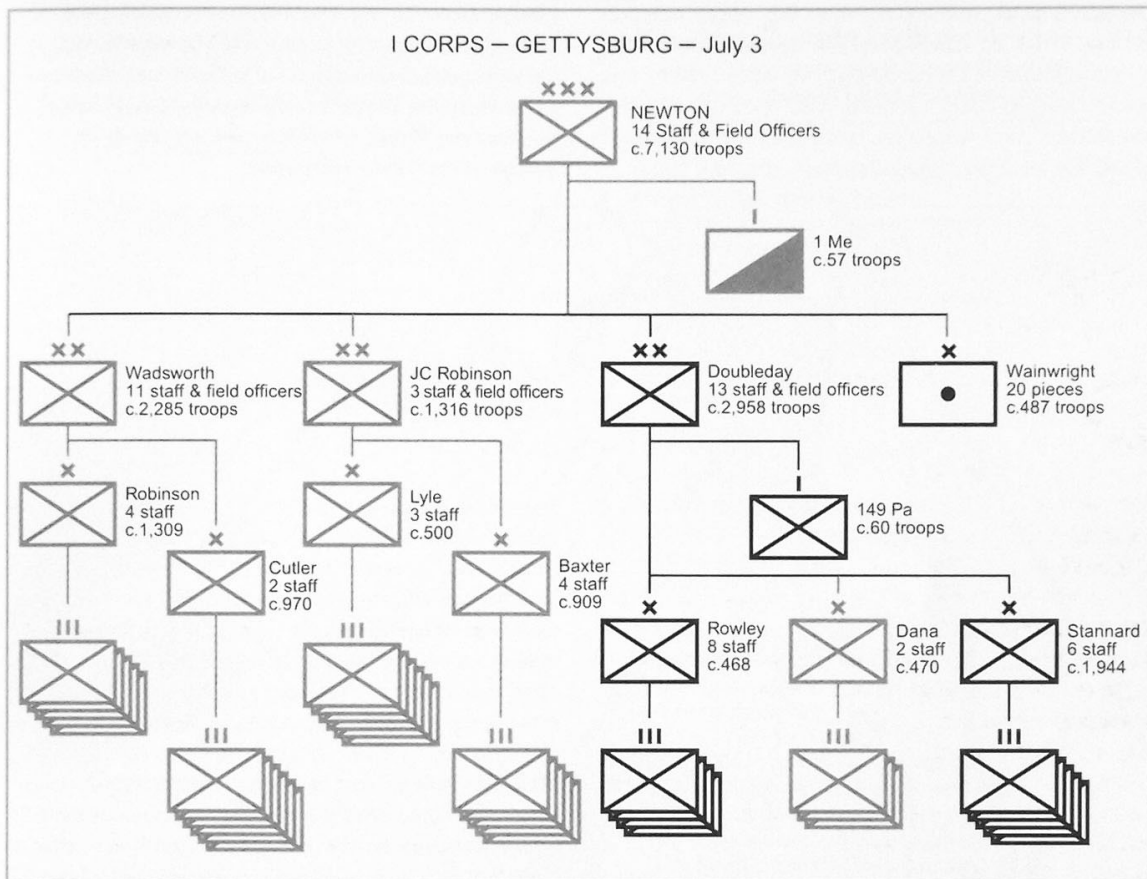 I CORPS – GETTYSBURG – July 3
NEWTON
14 Staff & Field Officers
c.7,130 troops
1 Me
c.57 troops
Wadsworth
11 staff & field officers
c.2,285 troops
JC Robinson
3 staff & field officers
c.1,316 troops
Doubleday
13 staff & field officers
c.2,958 troops
Wainwright
20 pieces
c.487 troops
Robinson
4 staff
c.1,309
Cutler
2 staff
c.970
Lyle
3 staff
c.500
Baxter
4 staff
c.909
149 Pa
c.60 troops
Rowley
8 staff
c.468
Dana
2 staff
c.470
Stannard
6 staff
c.1,944